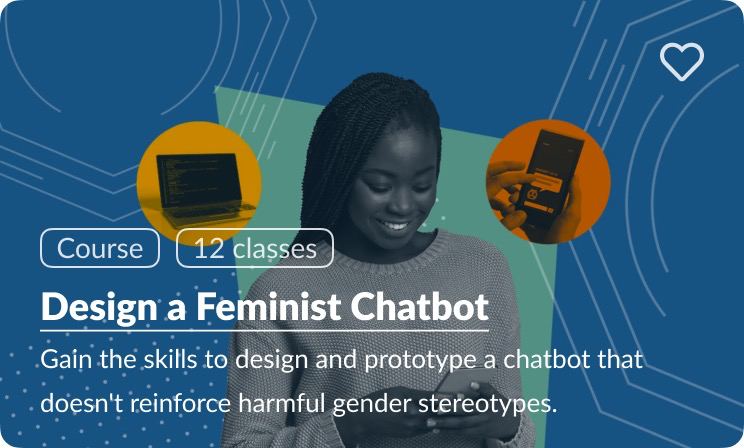 Course
12 classes
Design a Feminist Chatbot
Gain the skills to design and prototype a chatbot that
doesn't reinforce harmful gender stereotypes.